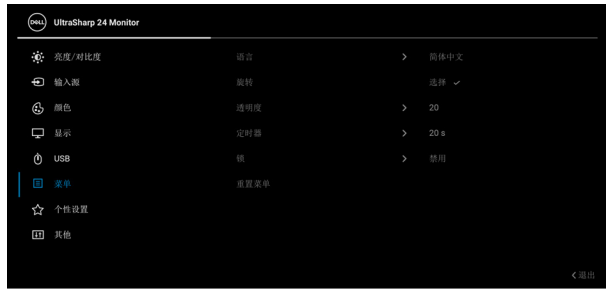 DELL UltraSharp 24 Monitor
亮度/对比度 语言 > 简体中文
输入源 旋转 选择 ✓
颜色 透明度 > 20
显示 定时器 > 20 s
USB 锁 > 禁用
菜单 重置菜单
个性设置
其他
< 退出